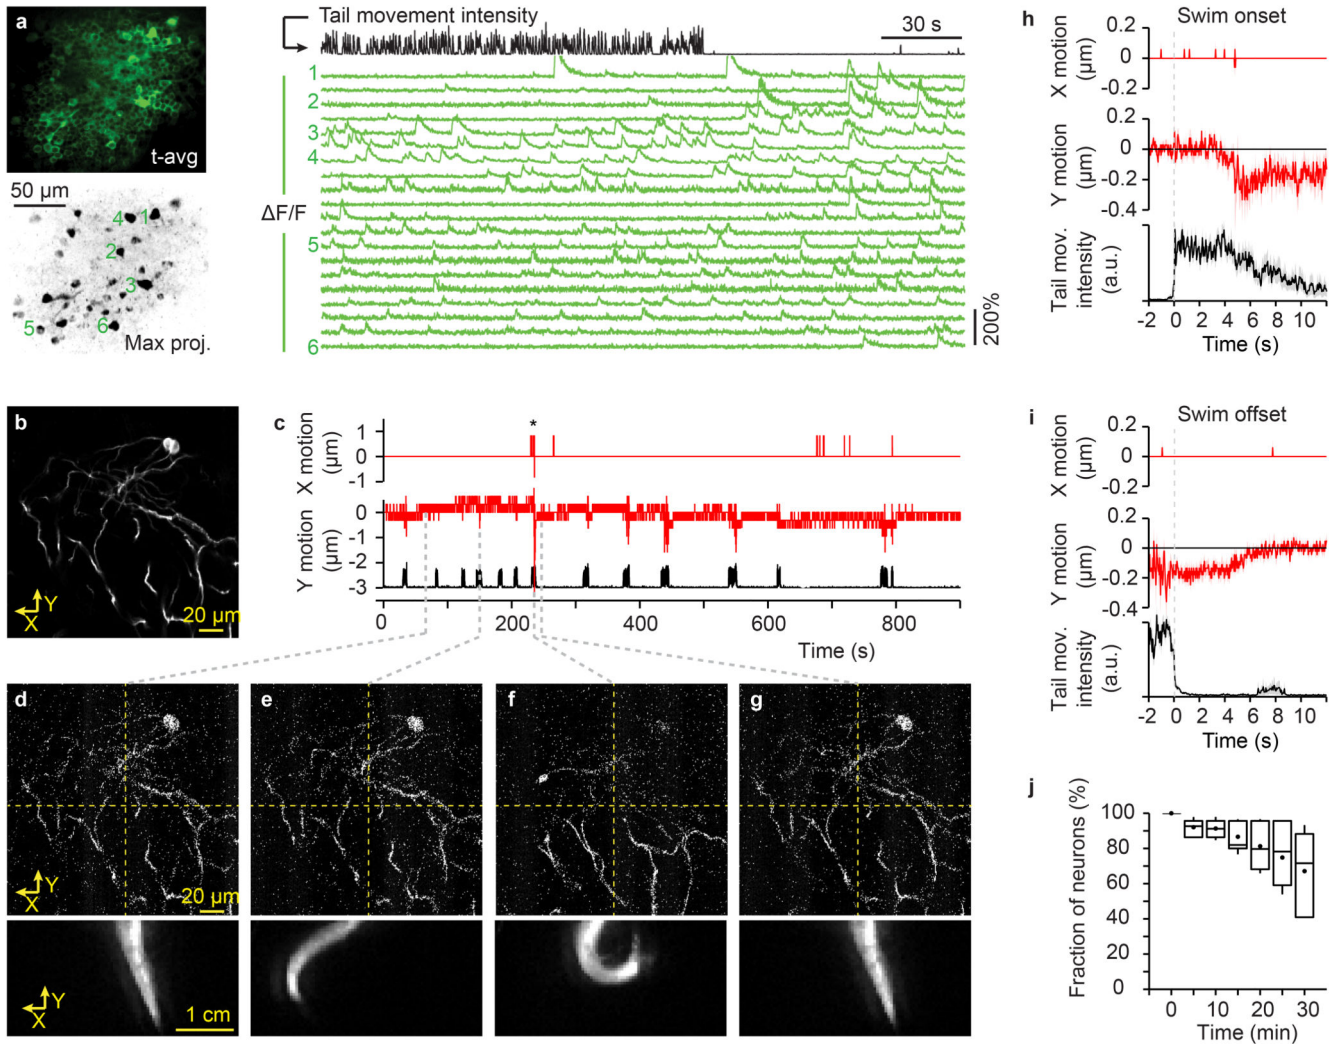 a
t-avg
50 µm
4
1
2
3
5
6
Max proj.
Tail movement intensity
30 s
1
2
3
4
ΔF/F
5
6
200%
b
Y
X
20 µm
c
*
X motion
(µm)
1
0
-1
Y motion
(µm)
0
-1
-2
-3
0
200
400
600
800
Time (s)
d
Y
X
20 µm
Y
X
1 cm
e
f
g
h
Swim onset
X motion
(µm)
0.2
0
-0.2
Y motion
(µm)
0.2
0
-0.2
-0.4
Tail mov.
intensity
(a.u.)
-2
0
2
4
6
8
10
12
Time (s)
i
Swim offset
X motion
(µm)
0.2
0
-0.2
Y motion
(µm)
0.2
0
-0.2
-0.4
Tail mov.
intensity
(a.u.)
-2
0
2
4
6
8
10
12
Time (s)
j
Fraction of neurons (%)
100
80
60
40
20
0
0
10
20
30
Time (min)